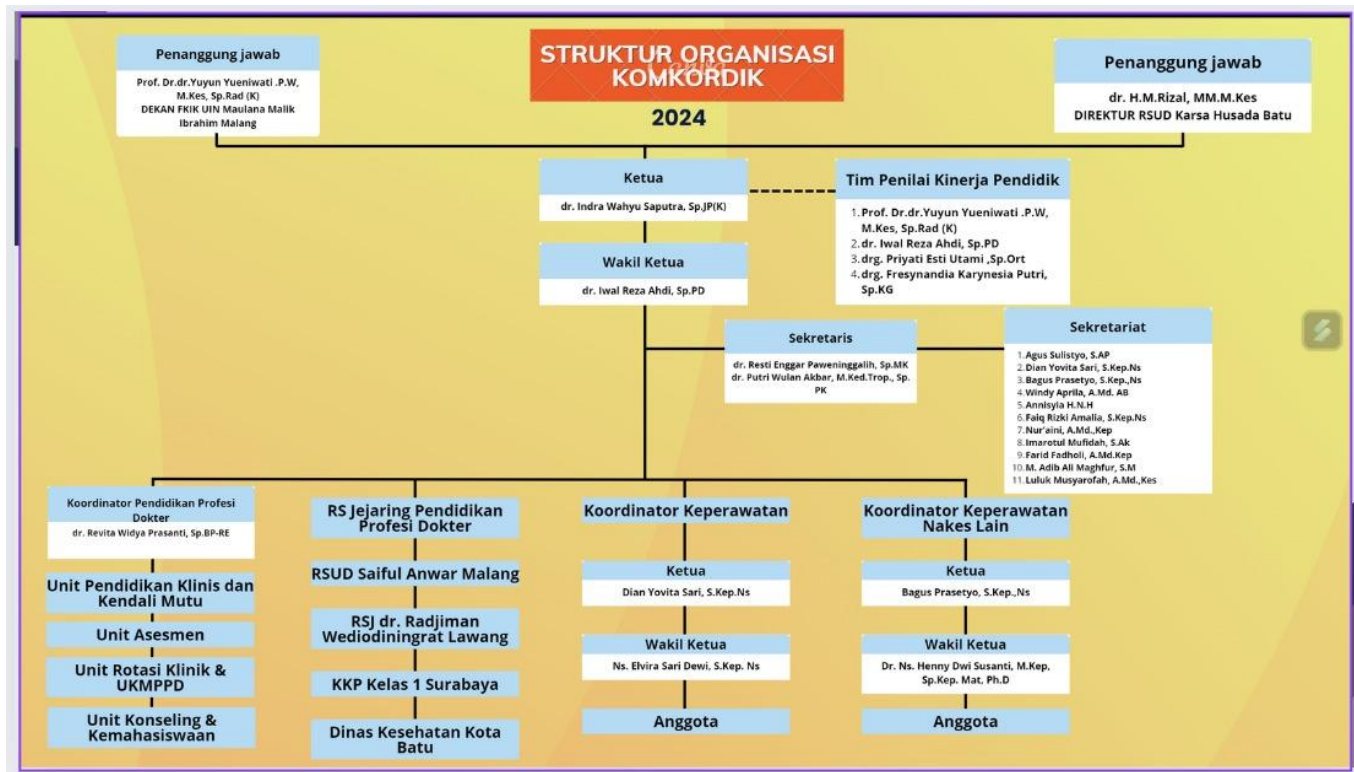 STRUKTUR ORGANISASI
KOMKORDIK
2024
Penanggung jawab
Prof. Dr.dr.Yuyun Yueniwati .P.W,
M.Kes, Sp.Rad (K)
DEKAN FKIK UIN Maulana Malik
Ibrahim Malang
Penanggung jawab
dr. H.M.Rizal, MM.M.Kes
DIREKTUR RSUD Karsa Husada Batu
Ketua
dr. Indra Wahyu Saputra, Sp.JP(K)
Tim Penilai Kinerja Pendidik
1. Prof. Dr.dr.Yuyun Yueniwati .P.W,
M.Kes, Sp.Rad (K)
2. dr. Iwal Reza Ahdi, Sp.PD
3. drg. Priyati Esti Utami ,Sp.Ort
4. drg. Fresynandia Karynesia Putri,
Sp.KG
Wakil Ketua
dr. Iwal Reza Ahdi, Sp.PD
Sekretaris
dr. Resti Enggar Paweninggalih, Sp.MK
dr. Putri Wulan Akbar, M.Ked.Trop., Sp.
PK
Sekretariat
1. Agus Sulistyo, S.AP
2. Dian Yovita Sari, S.Kep.Ns
3. Bagus Prasetyo, S.Kep.,Ns
4. Windy Aprila, A.Md. AB
5. Annisyia H.N.H
6. Faiq Rizki Amalia, S.Kep.Ns
7. Nur'aini, A.Md.,Kep
8. Imarotul Mufidah, S.Ak
9. Farid Fadholi, A.Md.Kep
10. M. Adib Ali Maghfur, S.M
11. Luluk Musyarofah, A.Md.,Kes
Koordinator Pendidikan Profesi
Dokter
dr. Revita Widya Prasanti, Sp.BP-RE
Unit Pendidikan Klinis dan
Kendali Mutu
Unit Asesmen
Unit Rotasi Klinik &
UKMPPD
Unit Konseling &
Kemahasiswaan
RS Jejaring Pendidikan
Profesi Dokter
RSUD Saiful Anwar Malang
RSJ dr. Radjiman
Wediodiningrat Lawang
KKP Kelas 1 Surabaya
Dinas Kesehatan Kota
Batu
Koordinator Keperawatan
Ketua
Dian Yovita Sari, S.Kep.Ns
Wakil Ketua
Ns. Elvira Sari Dewi, S.Kep. Ns
Anggota
Koordinator Keperawatan
Nakes Lain
Ketua
Bagus Prasetyo, S.Kep.,Ns
Wakil Ketua
Dr. Ns. Henny Dwi Susanti, M.Kep,
Sp.Kep. Mat, Ph.D
Anggota